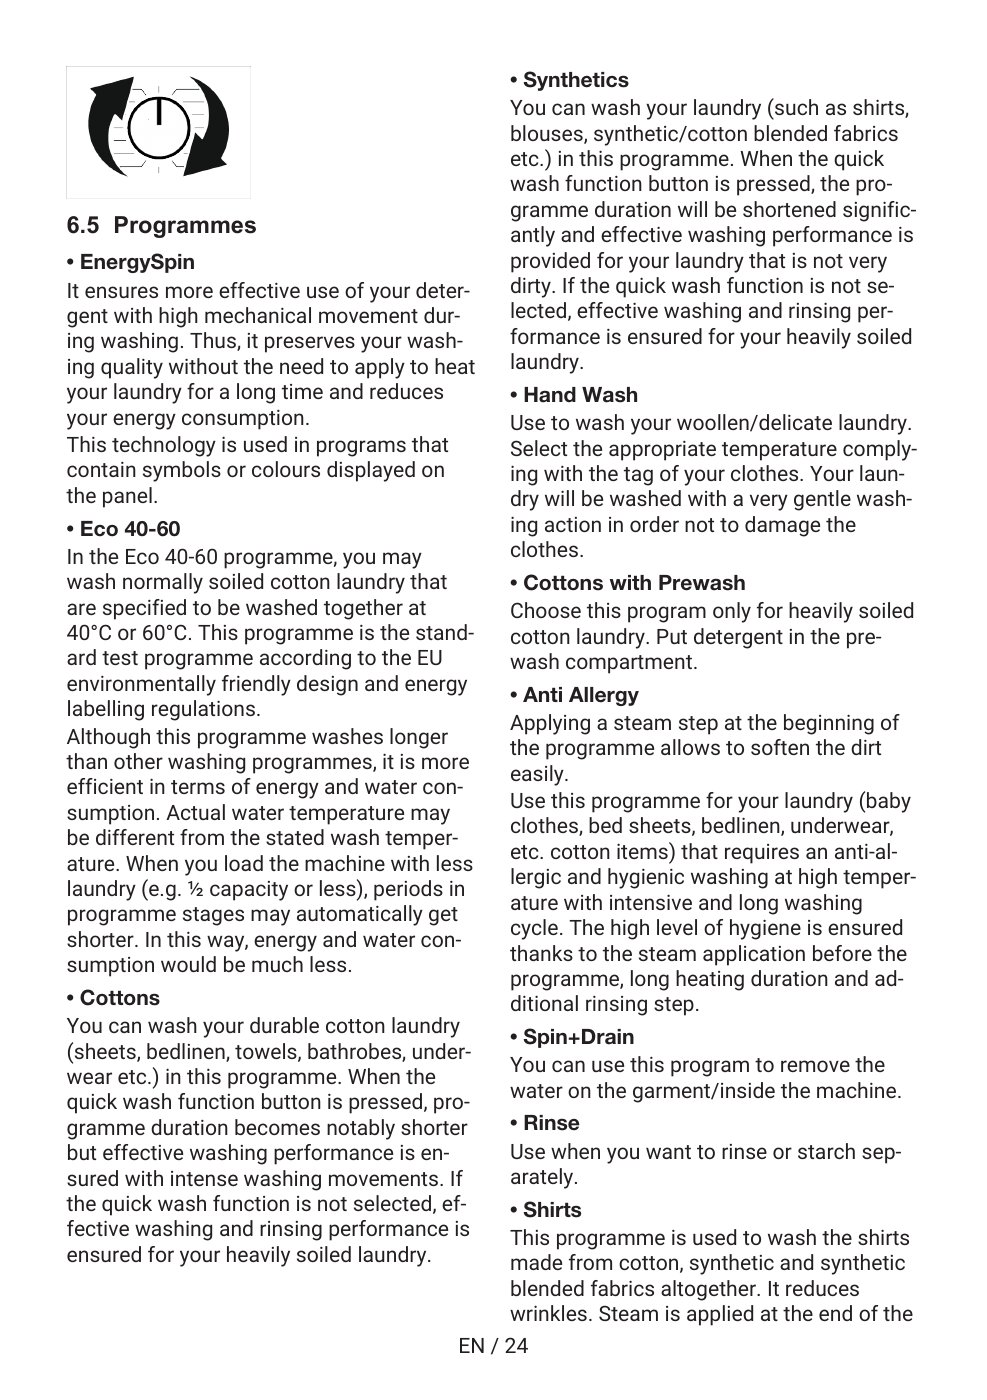 6.5 Programmes
• EnergySpin
It ensures more effective use of your deter-
gent with high mechanical movement dur-
ing washing. Thus, it preserves your wash-
ing quality without the need to apply to heat
your laundry for a long time and reduces
your energy consumption.
This technology is used in programs that
contain symbols or colours displayed on
the panel.
• Eco 40-60
In the Eco 40-60 programme, you may
wash normally soiled cotton laundry that
are specified to be washed together at
40°C or 60°C. This programme is the stand-
ard test programme according to the EU
environmentally friendly design and energy
labelling regulations.
Although this programme washes longer
than other washing programmes, it is more
efficient in terms of energy and water con-
sumption. Actual water temperature may
be different from the stated wash temper-
ature. When you load the machine with less
laundry (e.g. ½ capacity or less), periods in
programme stages may automatically get
shorter. In this way, energy and water con-
sumption would be much less.
• Cottons
You can wash your durable cotton laundry
(sheets, bedlinen, towels, bathrobes, under-
wear etc.) in this programme. When the
quick wash function button is pressed, pro-
gramme duration becomes notably shorter
but effective washing performance is en-
sured with intense washing movements. If
the quick wash function is not selected, ef-
fective washing and rinsing performance is
ensured for your heavily soiled laundry.
• Synthetics
You can wash your laundry (such as shirts,
blouses, synthetic/cotton blended fabrics
etc.) in this programme. When the quick
wash function button is pressed, the pro-
gramme duration will be shortened signific-
antly and effective washing performance is
provided for your laundry that is not very
dirty. If the quick wash function is not se-
lected, effective washing and rinsing per-
formance is ensured for your heavily soiled
laundry.
• Hand Wash
Use to wash your woollen/delicate laundry.
Select the appropriate temperature comply-
ing with the tag of your clothes. Your laun-
dry will be washed with a very gentle wash-
ing action in order not to damage the
clothes.
• Cottons with Prewash
Choose this program only for heavily soiled
cotton laundry. Put detergent in the pre-
wash compartment.
• Anti Allergy
Applying a steam step at the beginning of
the programme allows to soften the dirt
easily.
Use this programme for your laundry (baby
clothes, bed sheets, bedlinen, underwear,
etc. cotton items) that requires an anti-al-
lergic and hygienic washing at high temper-
ature with intensive and long washing
cycle. The high level of hygiene is ensured
thanks to the steam application before the
programme, long heating duration and ad-
ditional rinsing step.
• Spin+Drain
You can use this program to remove the
water on the garment/inside the machine.
• Rinse
Use when you want to rinse or starch sep-
arately.
• Shirts
This programme is used to wash the shirts
made from cotton, synthetic and synthetic
blended fabrics altogether. It reduces
wrinkles. Steam is applied at the end of the
EN / 24